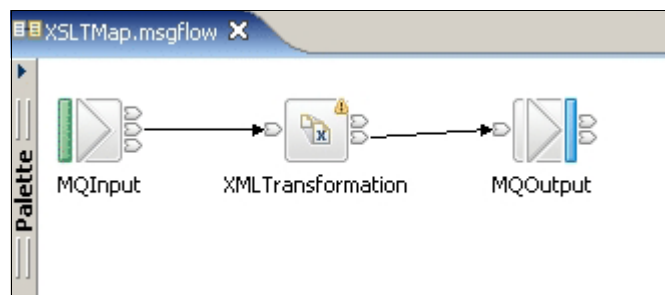 XSLTMap.msgflow
Palette
MQInput
XMLTransformation
MQOutput